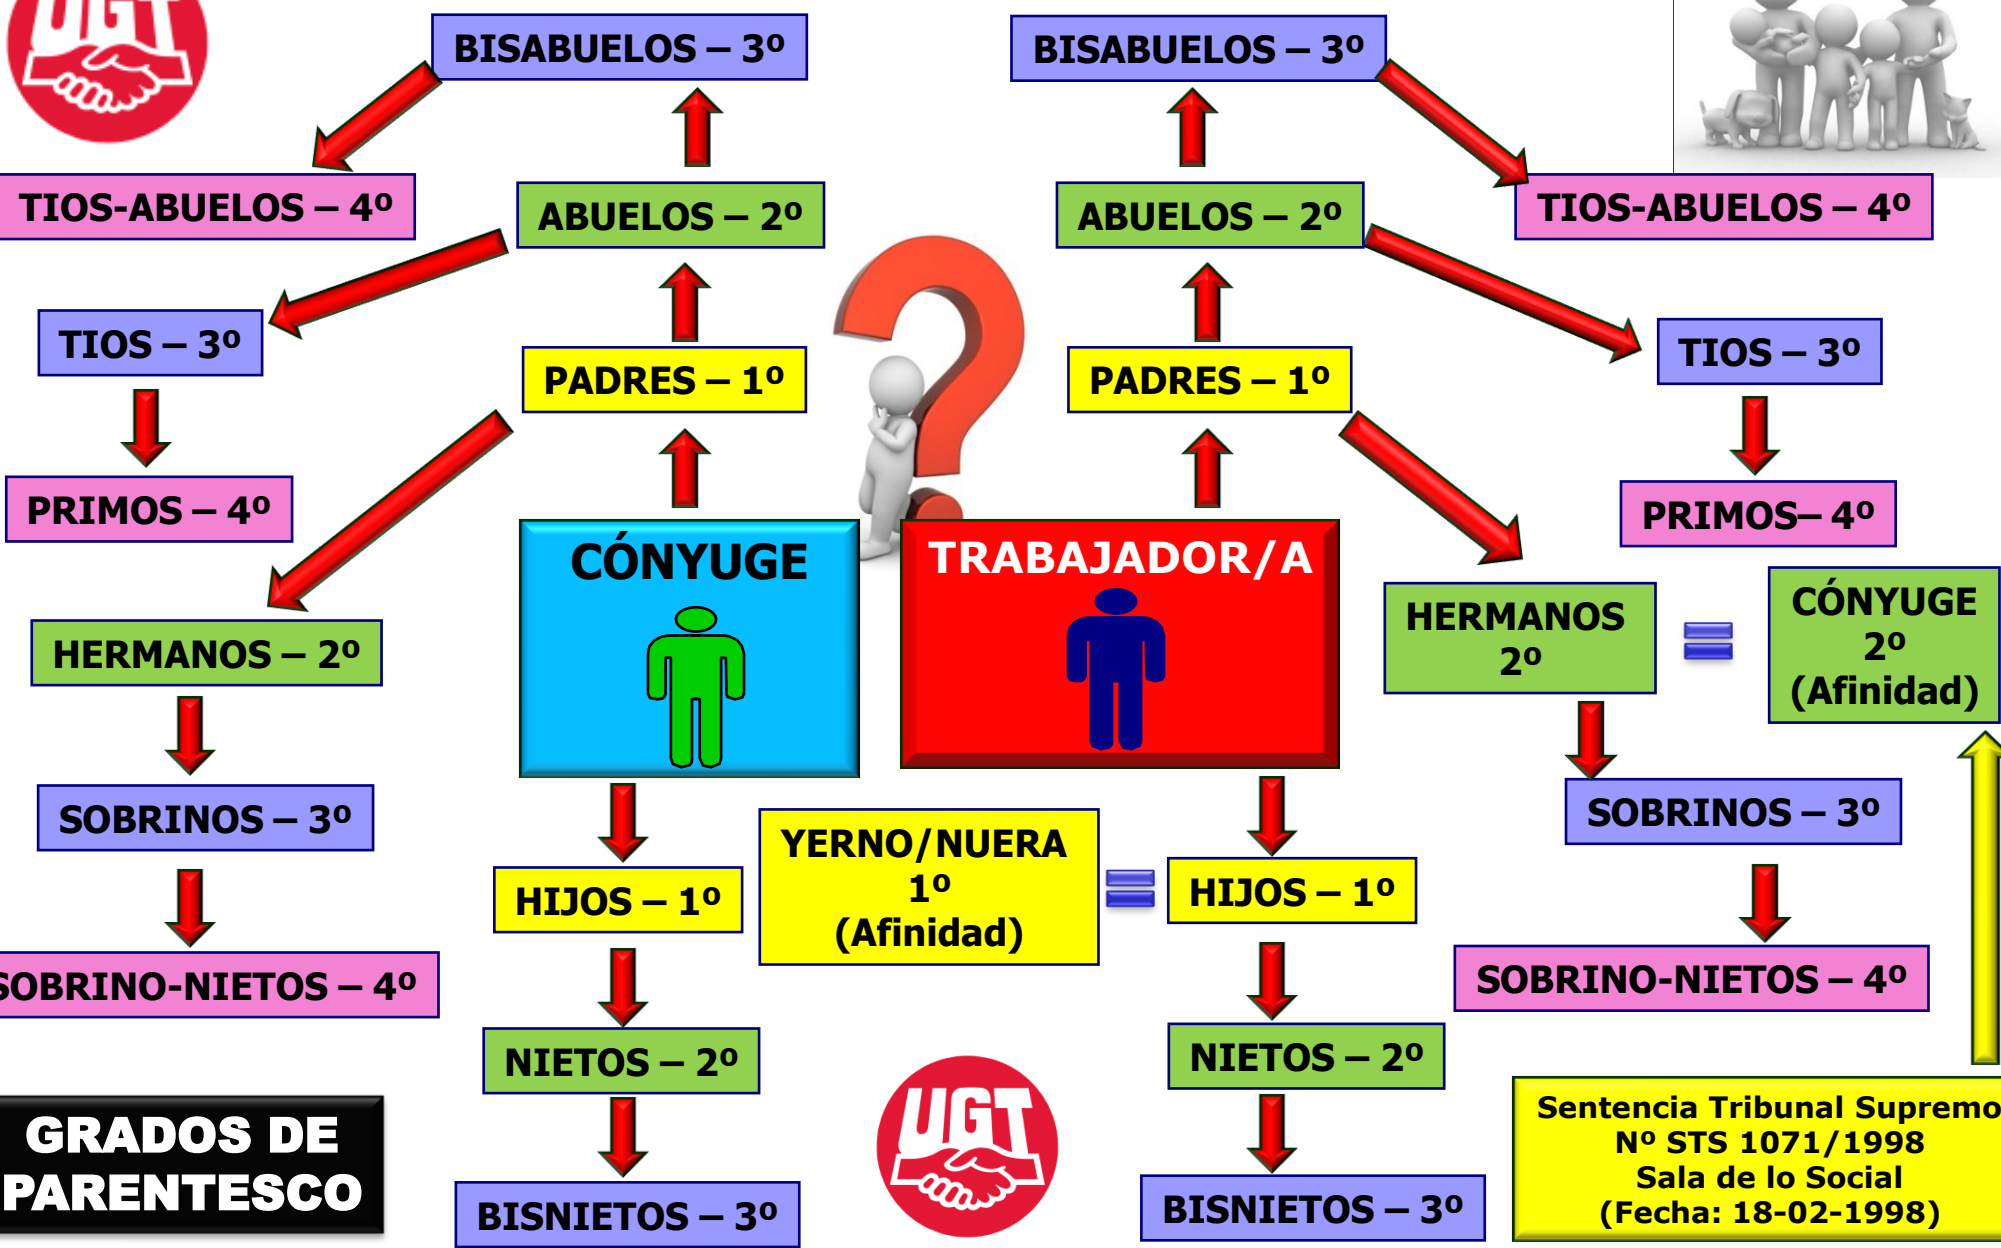 UGT
BISABUELOS – 3º
BISABUELOS – 3º
TIOS-ABUELOS – 4º
ABUELOS – 2º
ABUELOS – 2º
TIOS-ABUELOS – 4º
TIOS – 3º
PADRES – 1º
PADRES – 1º
TIOS – 3º
PRIMOS – 4º
PRIMOS– 4º
CÓNYUGE
TRABAJADOR/A
HERMANOS
2º
CÓNYUGE
2º
(Afinidad)
HERMANOS – 2º
SOBRINOS – 3º
SOBRINOS – 3º
YERNO/NUERA
1º
(Afinidad)
HIJOS – 1º
HIJOS – 1º
SOBRINO-NIETOS – 4º
SOBRINO-NIETOS – 4º
NIETOS – 2º
NIETOS – 2º
GRADOS DE
PARENTESCO
UGT
BISNIETOS – 3º
BISNIETOS – 3º
Sentencia Tribunal Supremo
Nº STS 1071/1998
Sala de lo Social
(Fecha: 18-02-1998)